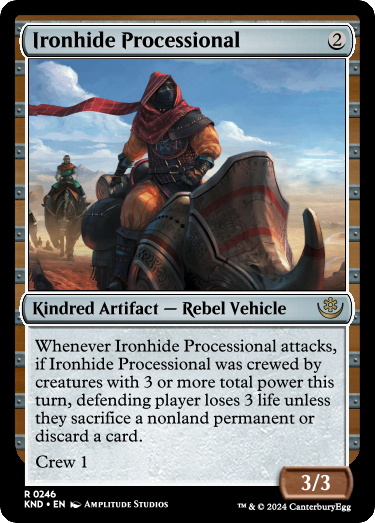 Ironhide Processional 2
Kindred Artifact — Rebel Vehicle
Whenever Ironhide Processional attacks,
if Ironhide Processional was crewed by
creatures with 3 or more total power this
turn, defending player loses 3 life unless
they sacrifice a nonland permanent or
discard a card.
Crew 1
3/3
R 0246
KND • EN Amplitude Studios
™ & © 2024 CanterburyEgg